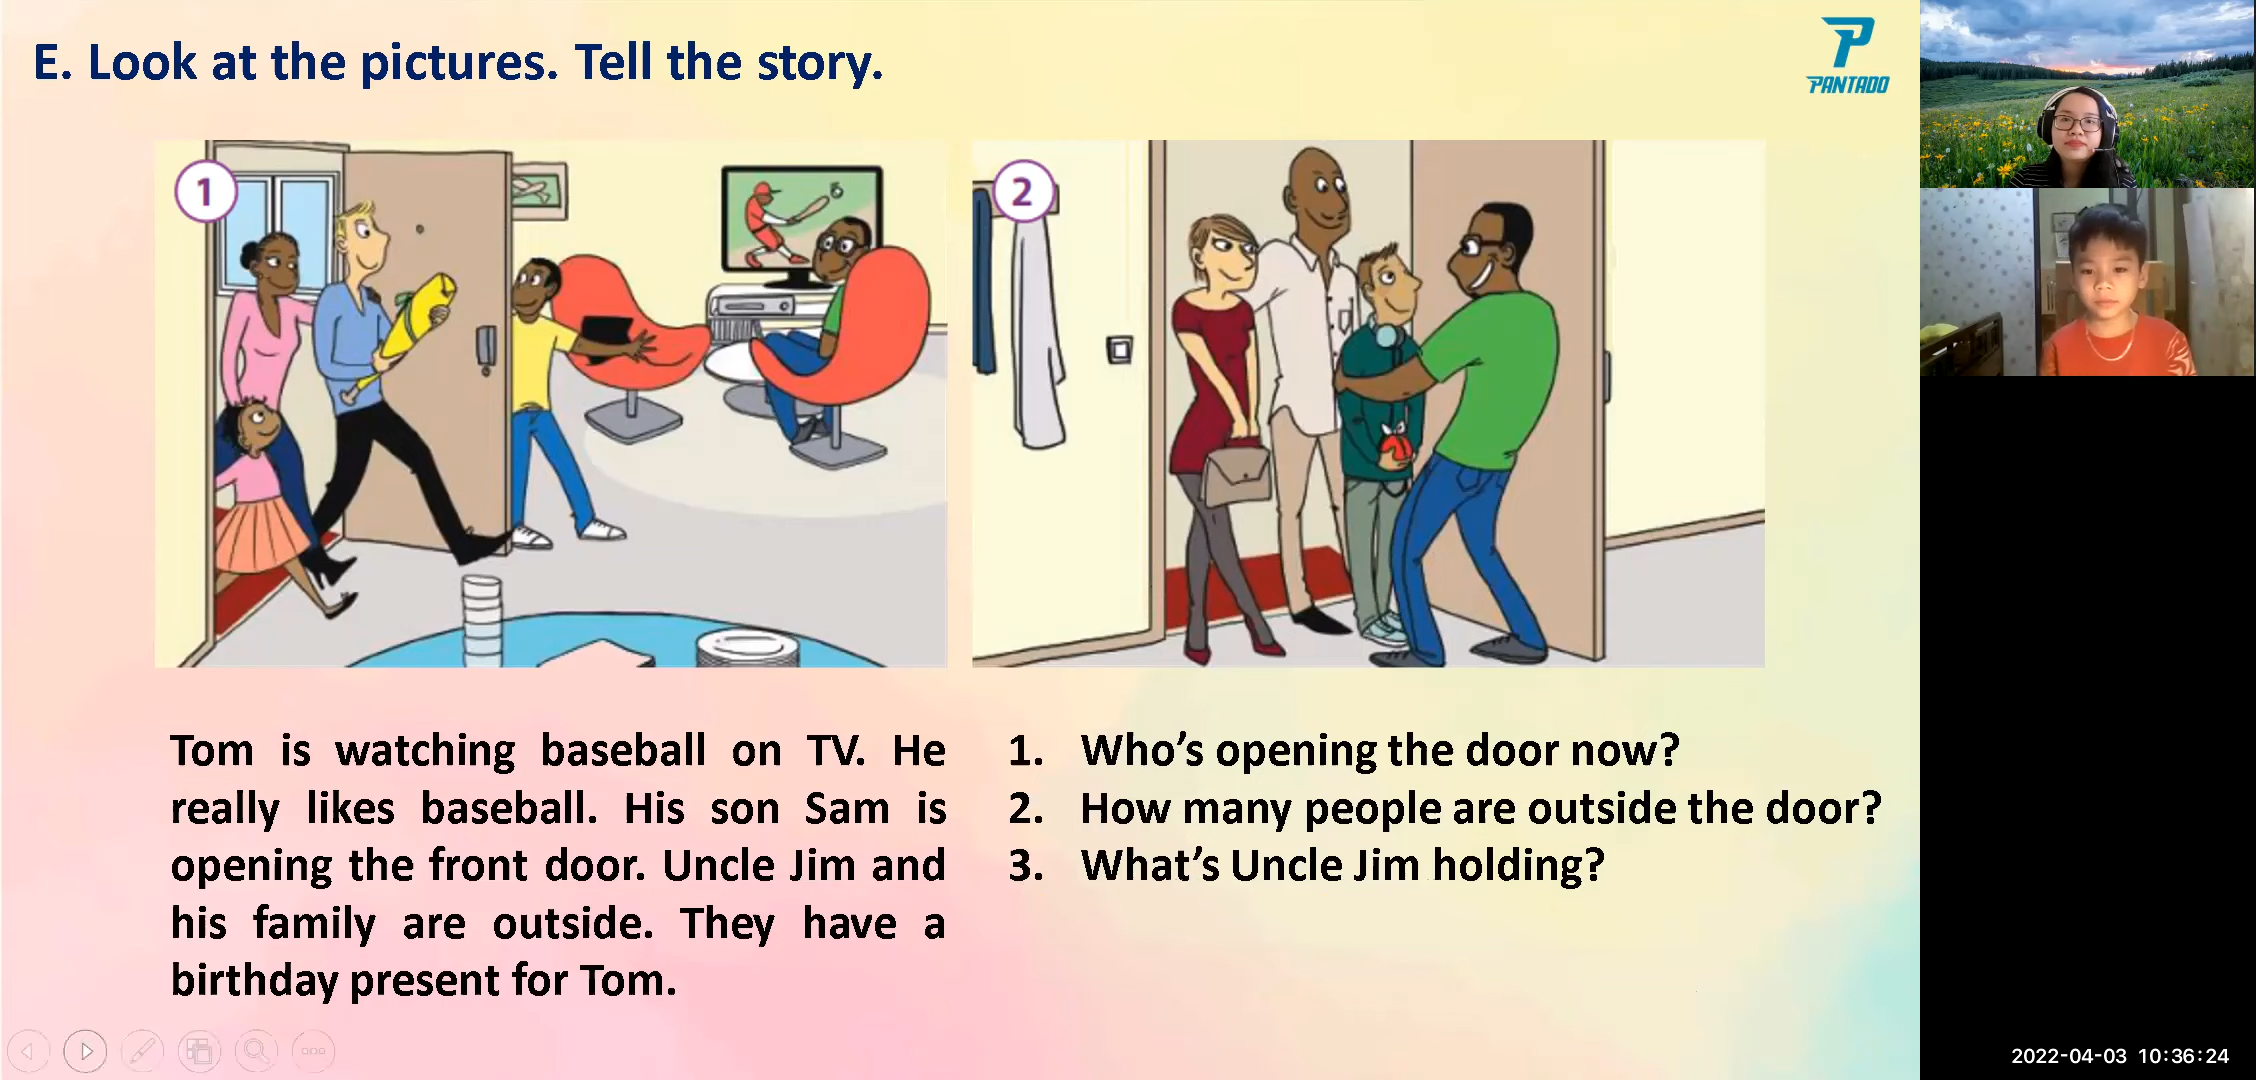 E. Look at the pictures. Tell the story.
PANTADO
1
2
Tom is watching baseball on TV. He
really likes baseball. His son Sam is
opening the front door. Uncle Jim and
his family are outside. They have a
birthday present for Tom.
1. Who's opening the door now?
2. How many people are outside the door?
3. What's Uncle Jim holding?
2022-04-03 10:36:24